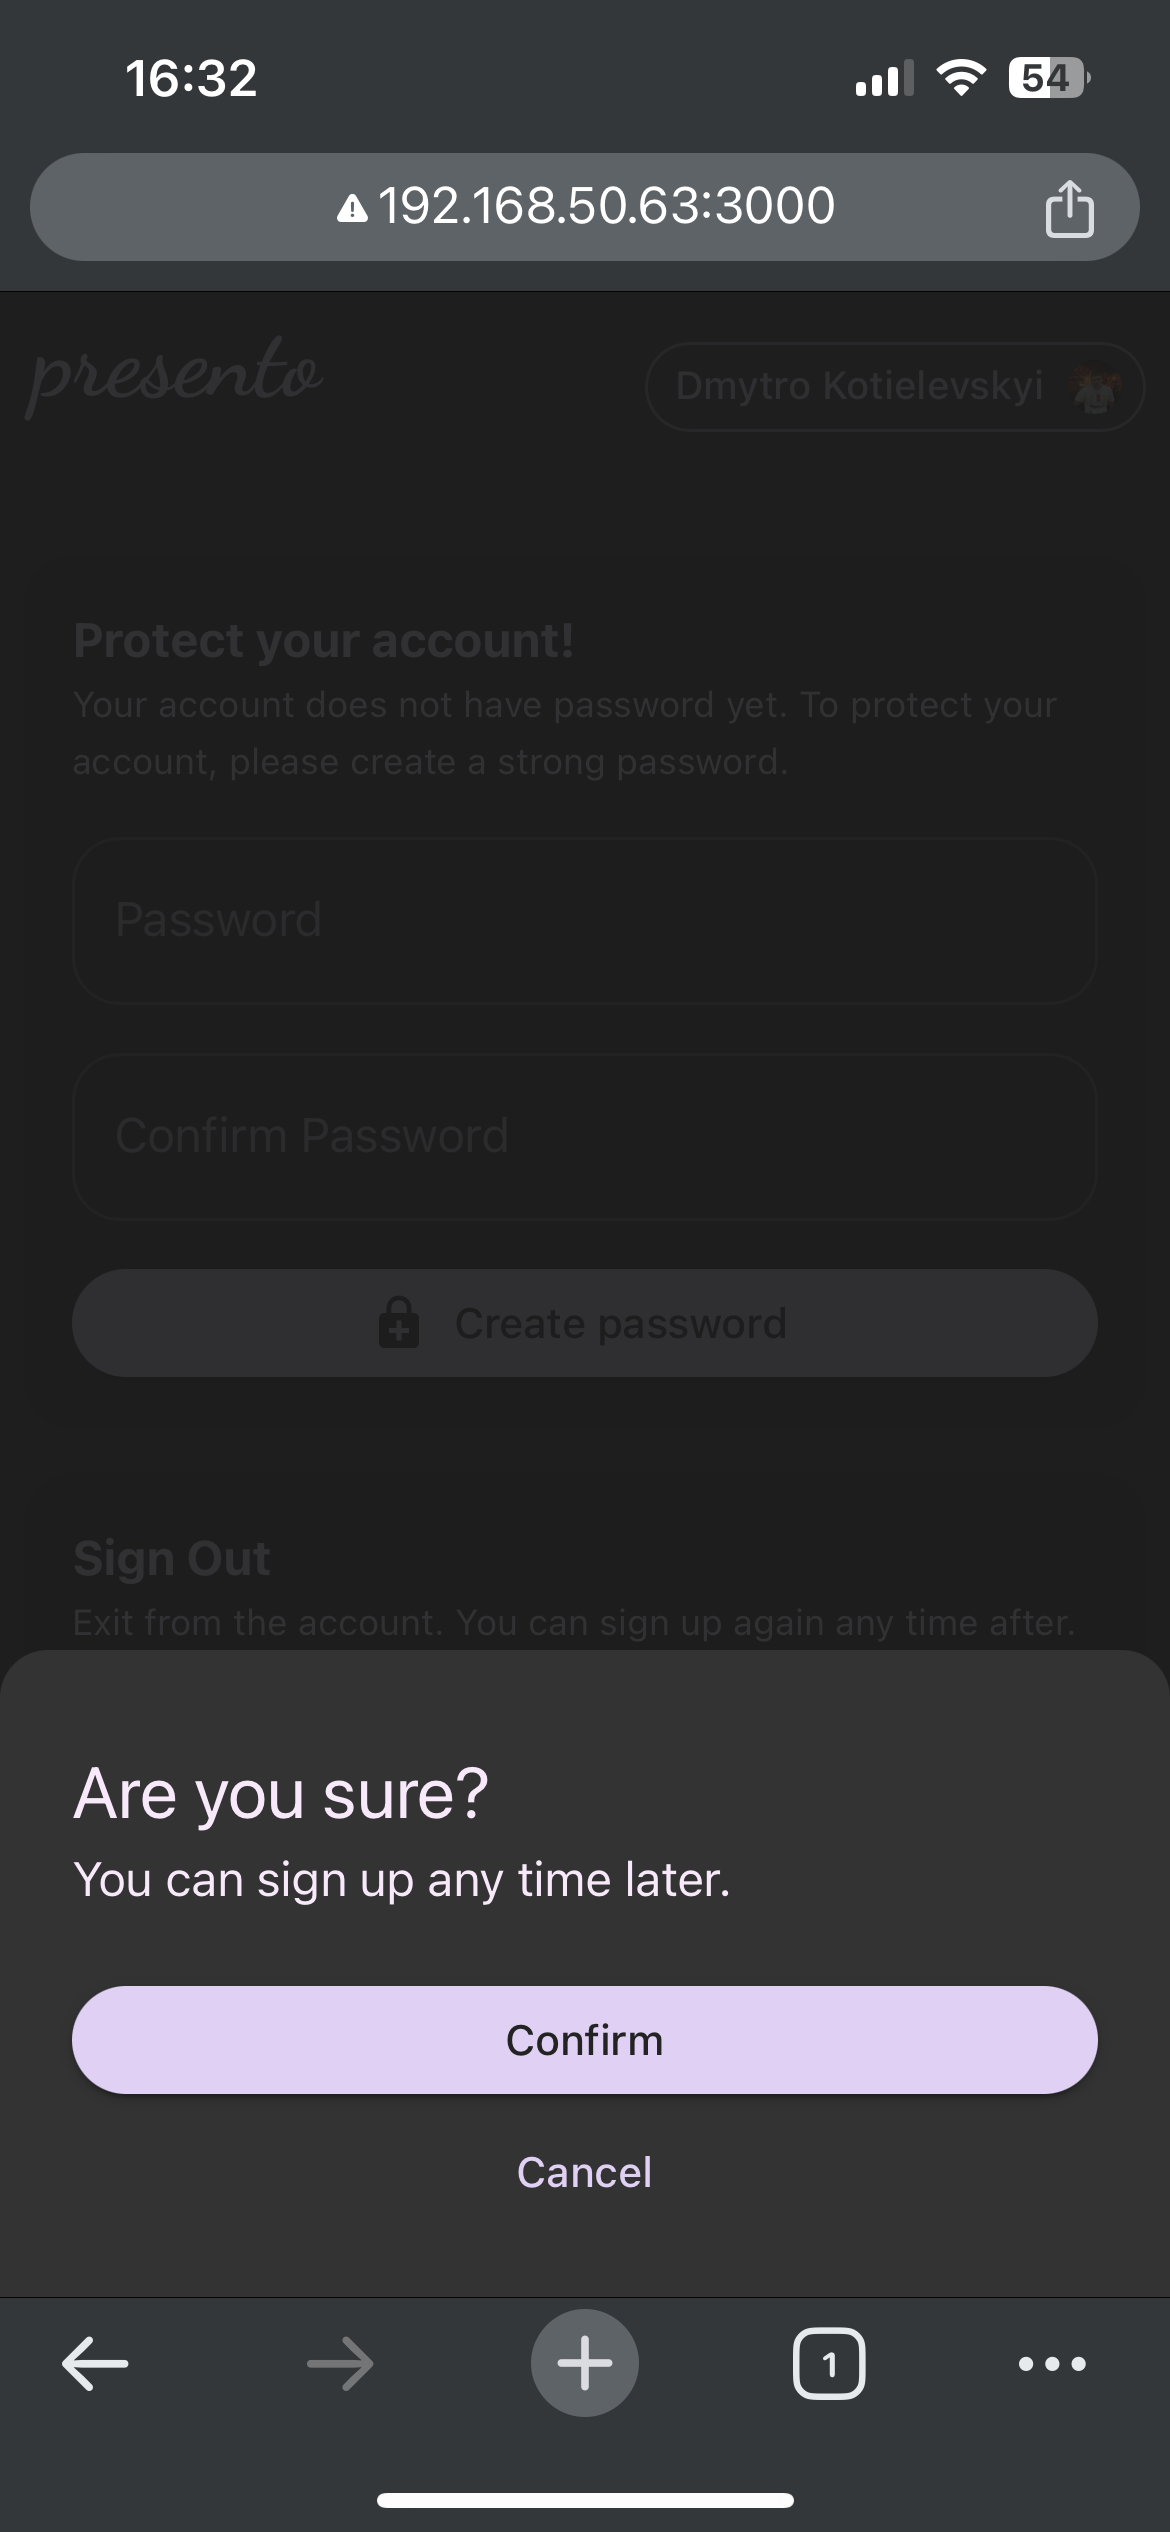 16:32
54
192.168.50.63:3000
presento
Dmytro Kotielevskyi
Protect your account!
Your account does not have password yet. To protect your
account, please create a strong password.
Password
Confirm Password
Create password
Sign Out
Exit from the account. You can sign up again any time after.
Are you sure?
You can sign up any time later.
Confirm
Cancel
1